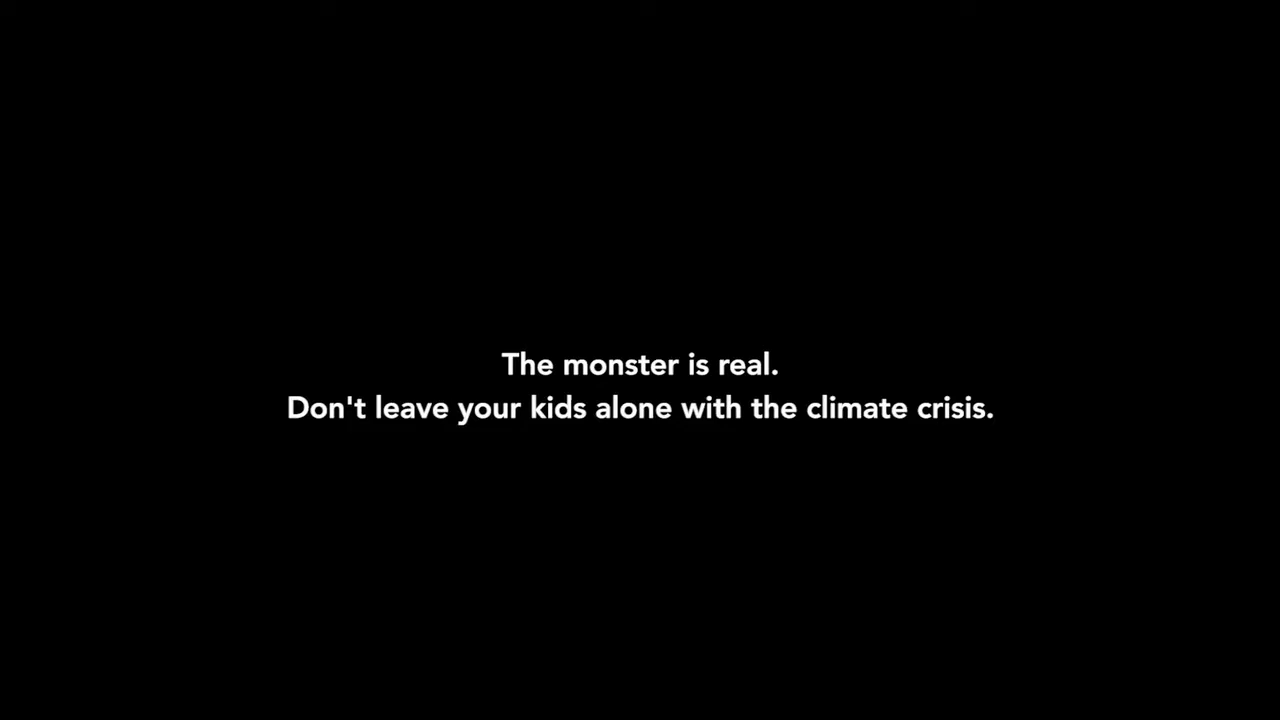 The monster is real.
Don't leave your kids alone with the climate crisis.